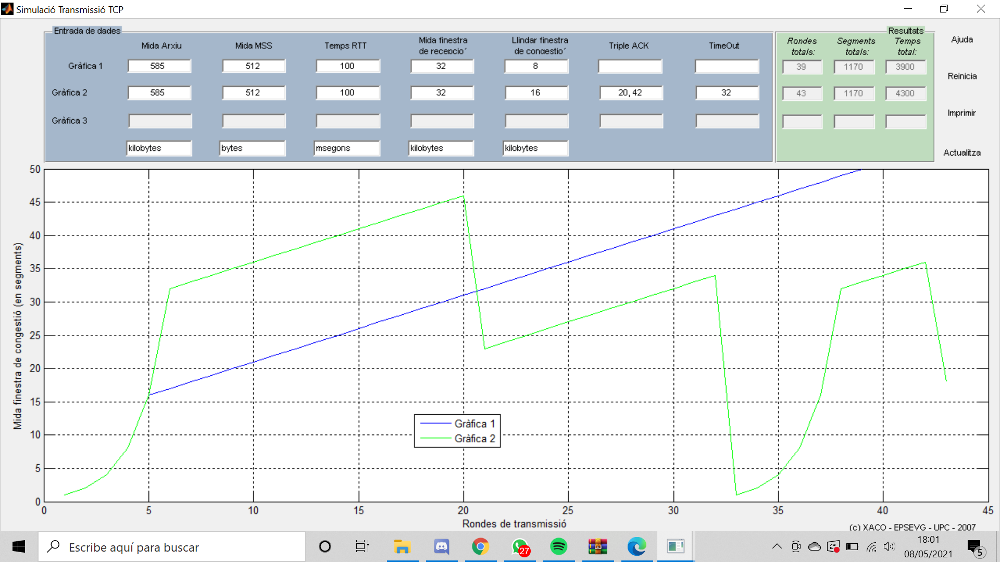 Simulació Transmissió TCP
Entrada de dades
Mida Arxiu
Mida MSS
Temps RTT
Mida finestra
de recepcio´
Llindar finestra
de congestio´
Triple ACK
TimeOut
Gràfica 1
585
512
100
32
8
Gràfica 2
585
512
100
32
16
20, 42
32
Gràfica 3
kilobytes
bytes
msegons
kilobytes
kilobytes
Resultats
Rondes
totals:
Segments
totals:
Temps
total:
39
1170
3900
43
1170
4300
Ajuda
Reinicia
Imprimir
Actualitza
Mida finestra de congestió (en segments)
50
45
40
35
30
25
20
15
10
5
0
Gràfica 1
Gràfica 2
0
5
10
15
20
25
30
35
40
45
Rondes de transmissió
(c) XACO - EPSEVG - UPC - 2007
Escribe aquí para buscar
27
18:01
08/05/2021
5